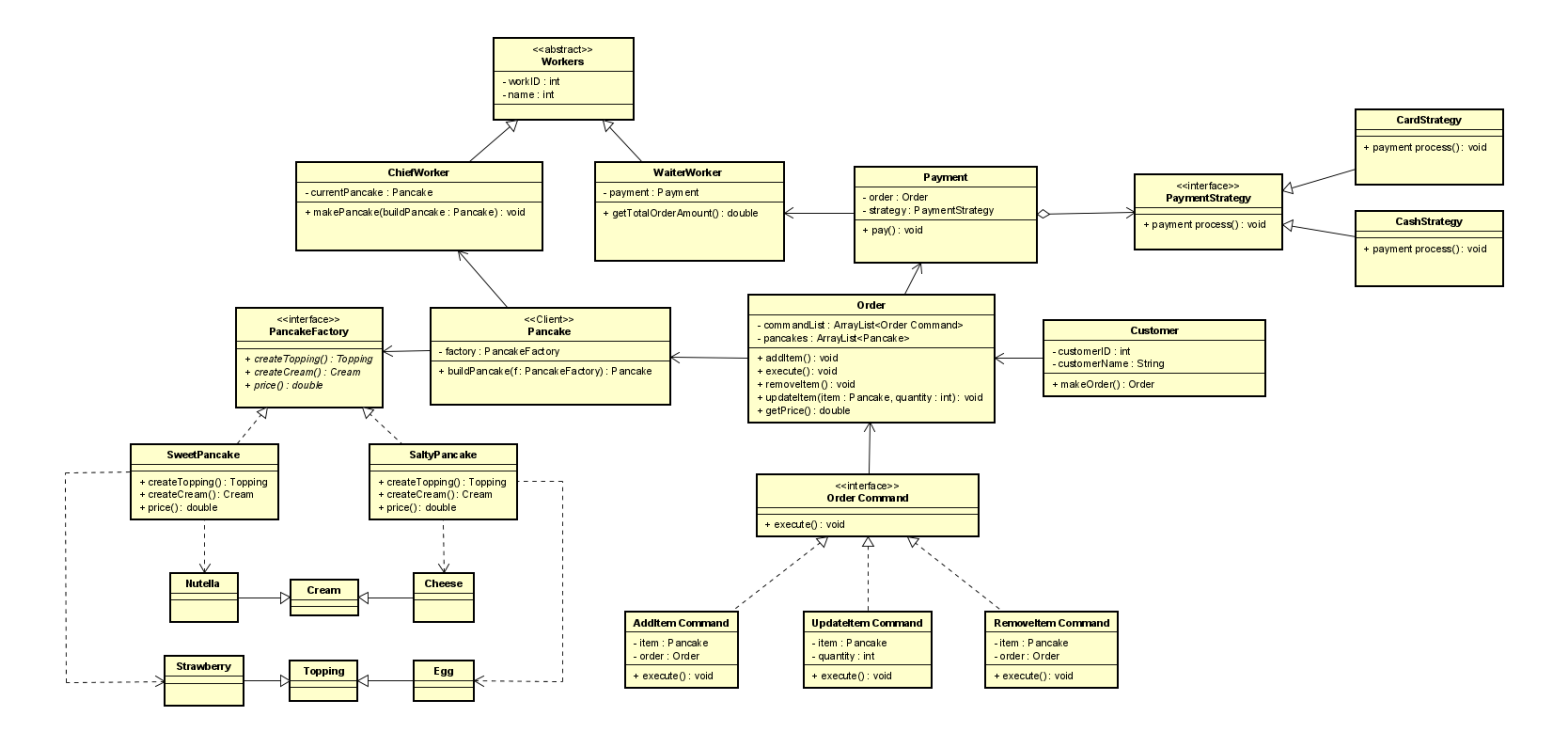 <<abstract>>
Workers
- workID : int
- name : int
CardStrategy
+ payment process() : void
ChiefWorker
- currentPancake : Pancake
+ makePancake(buildPancake : Pancake) : void
WaiterWorker
- payment : Payment
+ getTotalOrderAmount() : double
Payment
- order : Order
- strategy : PaymentStrategy
+ pay() : void
<<interface>>
PaymentStrategy
+ payment process() : void
CashStrategy
+ payment process() : void
<<interface>>
PancakeFactory
+ createTopping() : Topping
+ createCream() : Cream
+ price() : double
<<Client>>
Pancake
- factory : PancakeFactory
+ buildPancake(f : PancakeFactory) : Pancake
Order
- commandList : ArrayList<Order Command>
- pancakes : ArrayList<Pancake>
+ addItem() : void
+ execute() : void
+ removeItem() : void
+ updateItem(item : Pancake, quantity : int) : void
+ getPrice() : double
Customer
- customerID : int
- customerName : String
+ makeOrder() : Order
SweetPancake
+ createTopping() : Topping
+ createCream() : Cream
+ price() : double
SaltyPancake
+ createTopping() : Topping
+ createCream() : Cream
+ price() : double
<<interface>>
Order Command
+ execute() : void
Nutella
Cream
Cheese
Strawberry
Topping
Egg
AddItem Command
- item : Pancake
- order : Order
+ execute() : void
UpdateItem Command
- item : Pancake
- quantity : int
+ execute() : void
RemoveItem Command
- item : Pancake
- order : Order
+ execute() : void